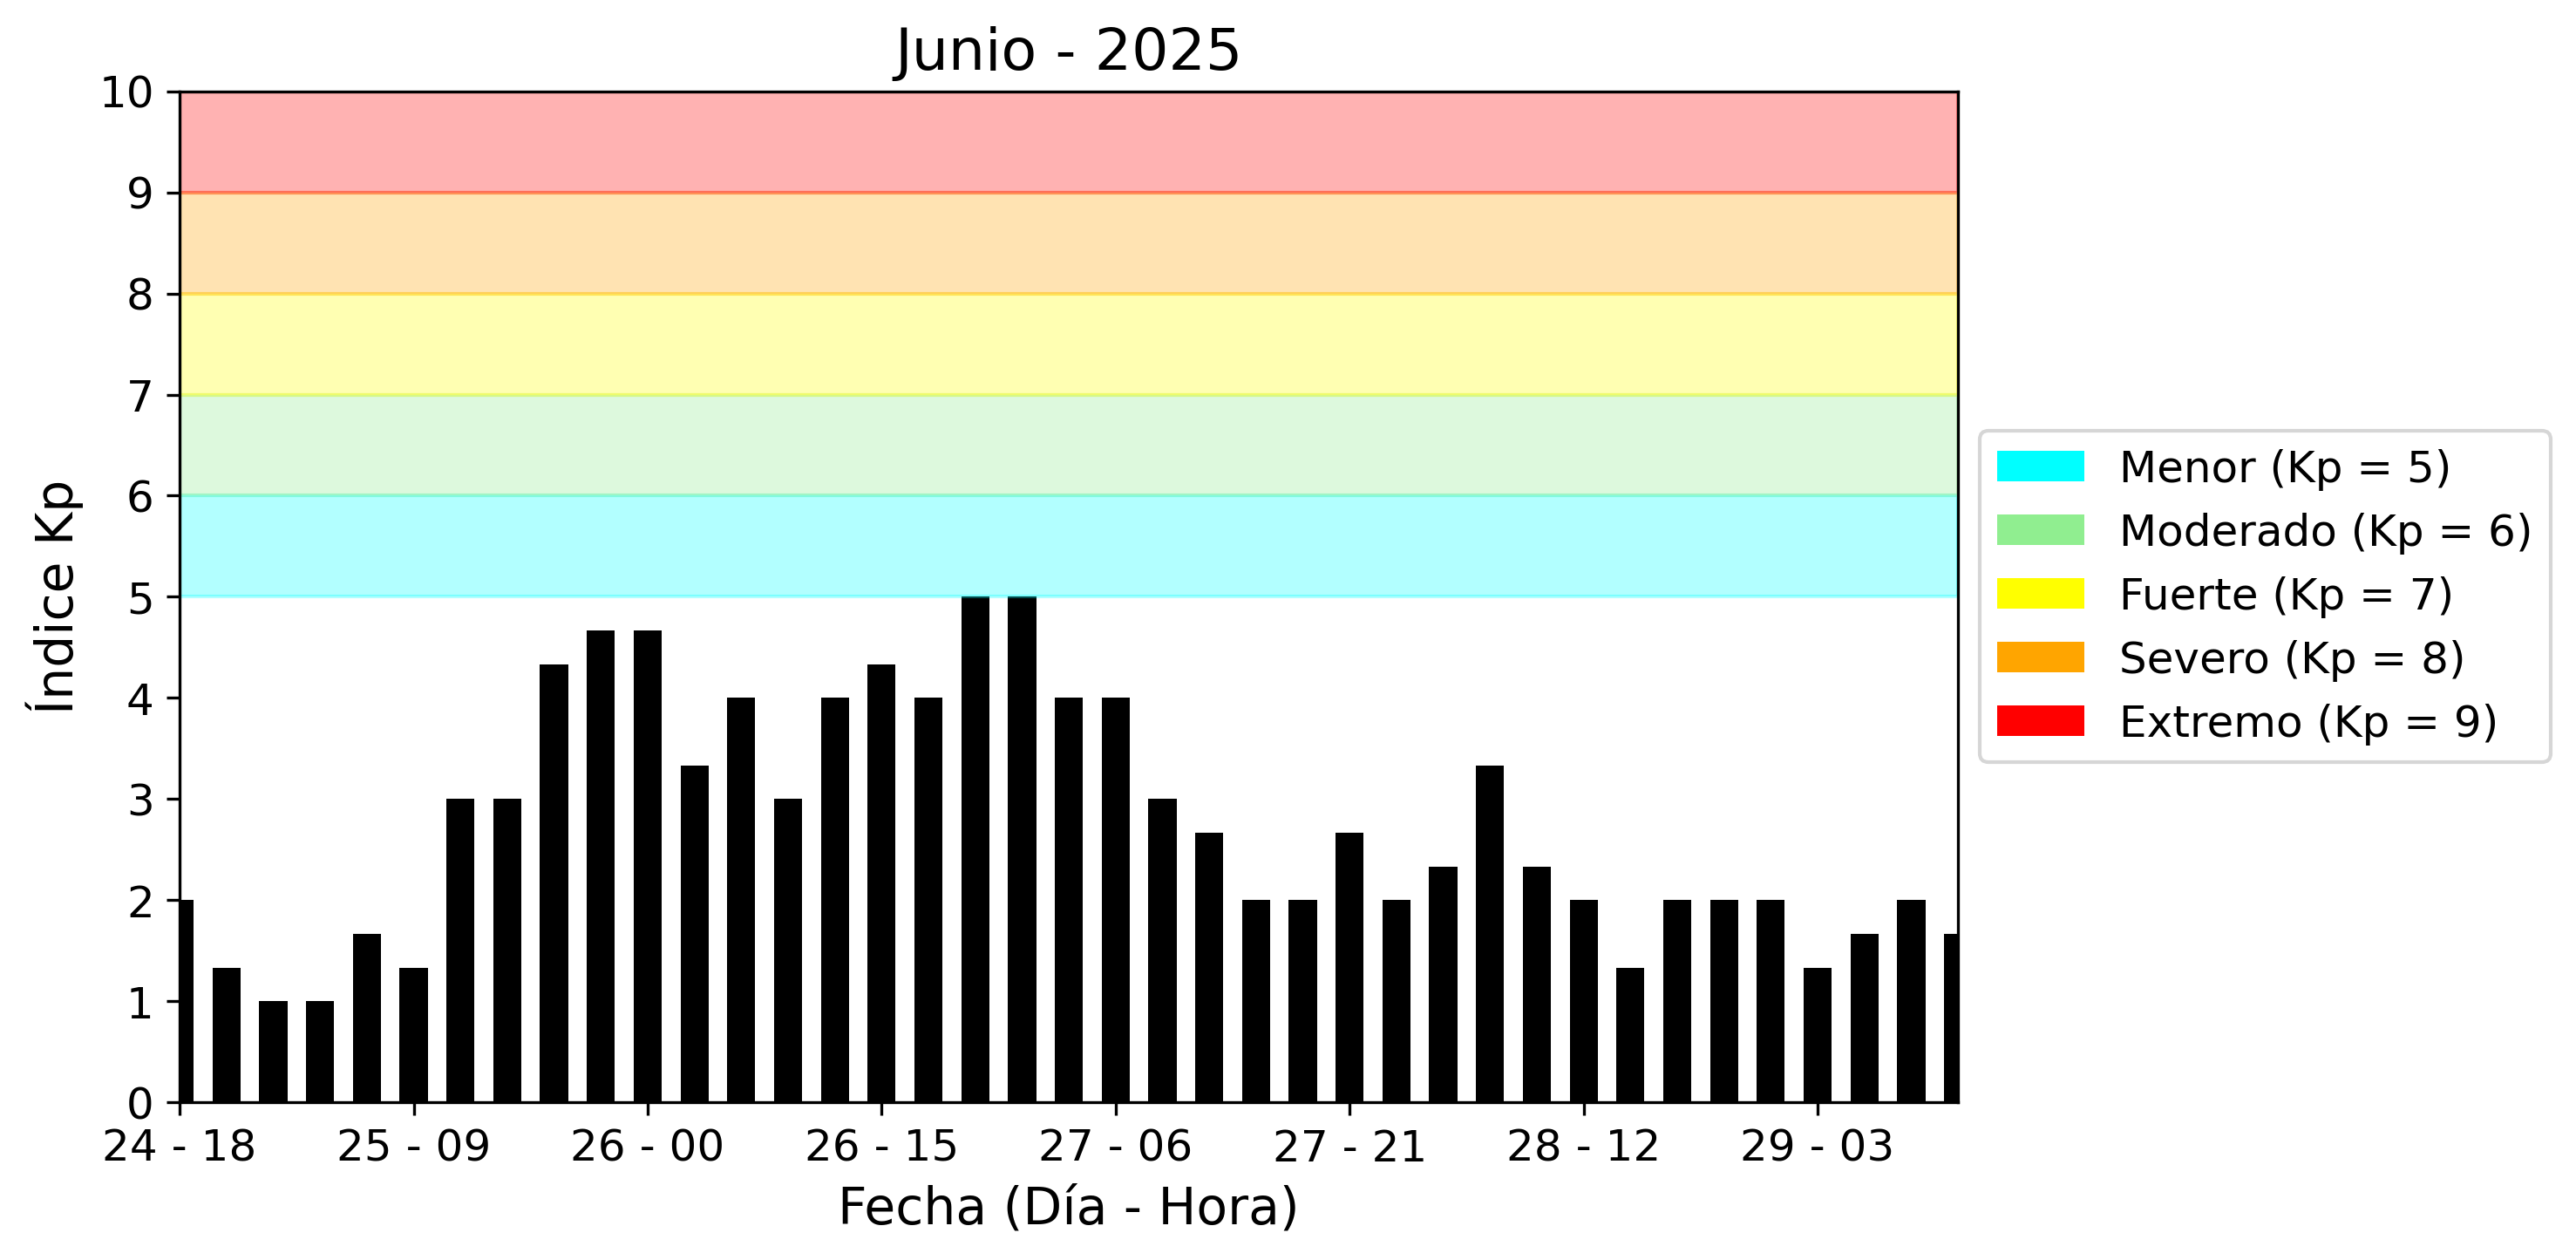 Junio - 2025
10
9
8
7
6
5
4
3
2
1
0
Índice Kp
24 - 18 25 - 09 26 - 00 26 - 15 27 - 06 27 - 21 28 - 12 29 - 03
Fecha (Día - Hora)
Menor (Kp = 5)
Moderado (Kp = 6)
Fuerte (Kp = 7)
Severo (Kp = 8)
Extremo (Kp = 9)